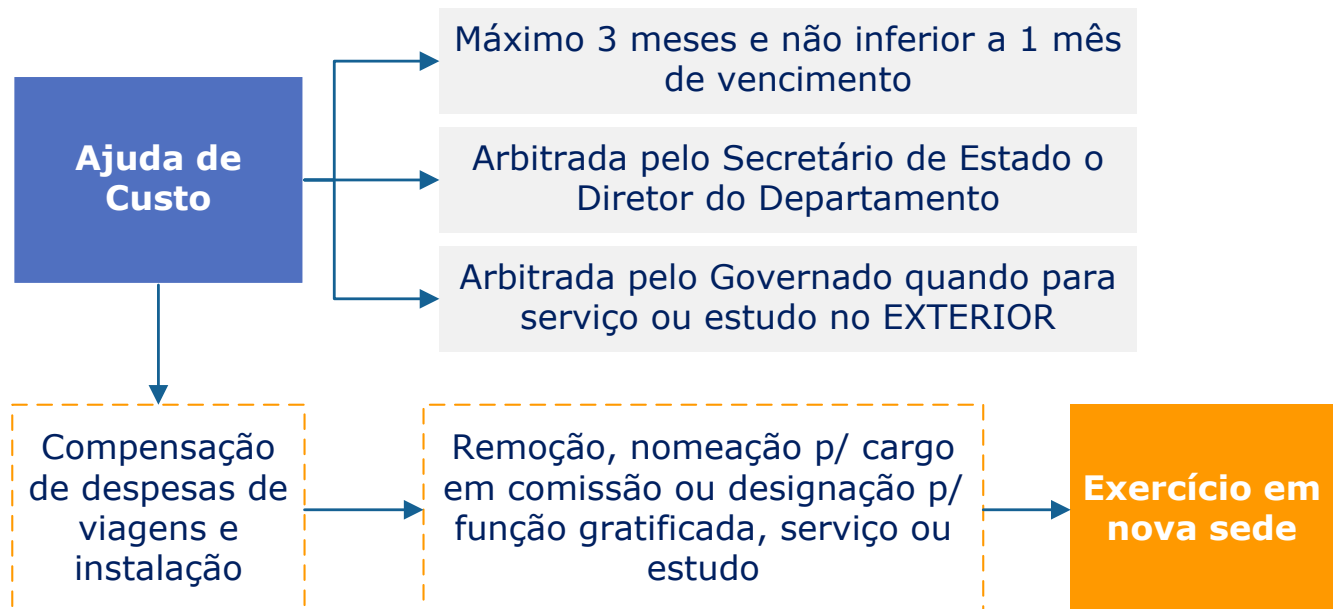 Máximo 3 meses e não inferior a 1 mês
de vencimento
Ajuda de
Custo
Arbitrada pelo Secretário de Estado o
Diretor do Departamento
Arbitrada pelo Governado quando para
serviço ou estudo no EXTERIOR
Compensação
de despesas de
viagens e
instalação
Remoção, nomeação p/ cargo
em comissão ou designação p/
função gratificada, serviço ou
estudo
Exercício em
nova sede